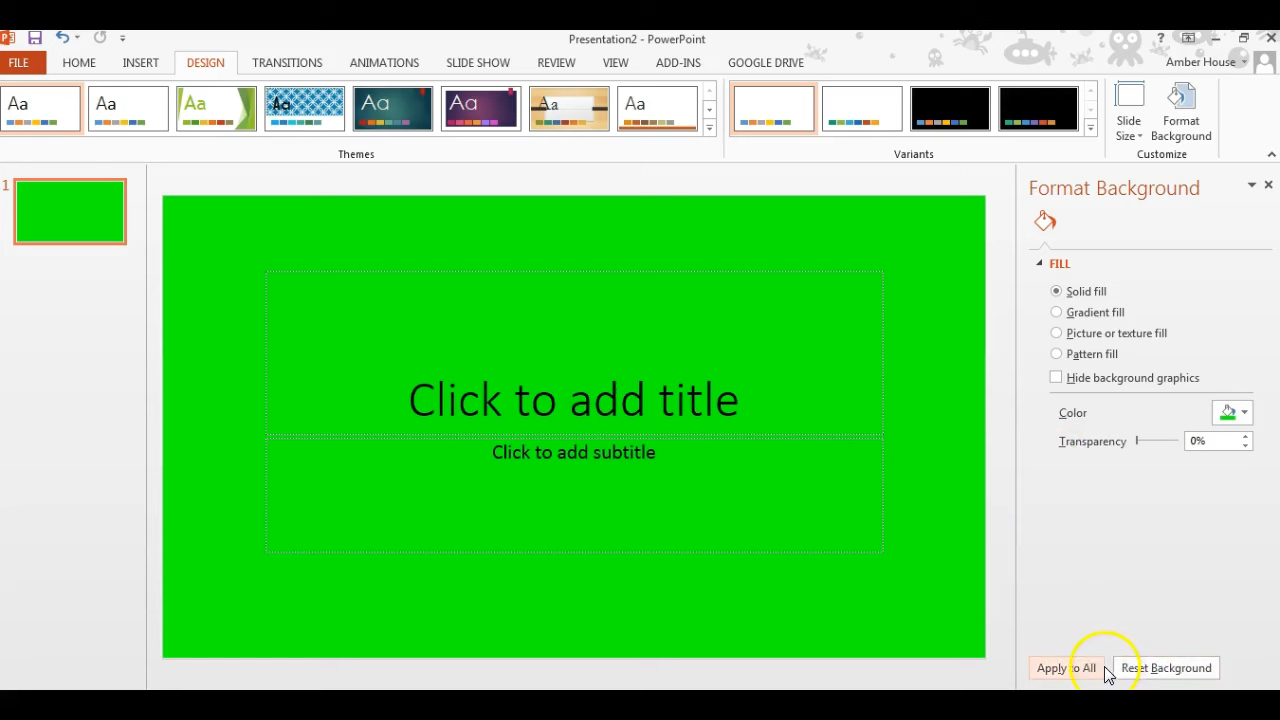 Presentation2 - PowerPoint
?
FILE HOME INSERT DESIGN TRANSITIONS ANIMATIONS SLIDE SHOW REVIEW VIEW ADD-INS GOOGLE DRIVE Amber House
Aa Aa Aa Aa Aa Aa Aa Aa
Slide Size
Format Background
Themes Variants Customize
1
Format Background
FILL
Solid fill
Gradient fill
Picture or texture fill
Pattern fill
Hide background graphics
Color
Transparency 0%
Click to add title
Click to add subtitle
Apply to All Reset Background